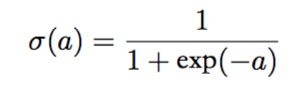 σ(a) = 1 / (1 + exp(−a))